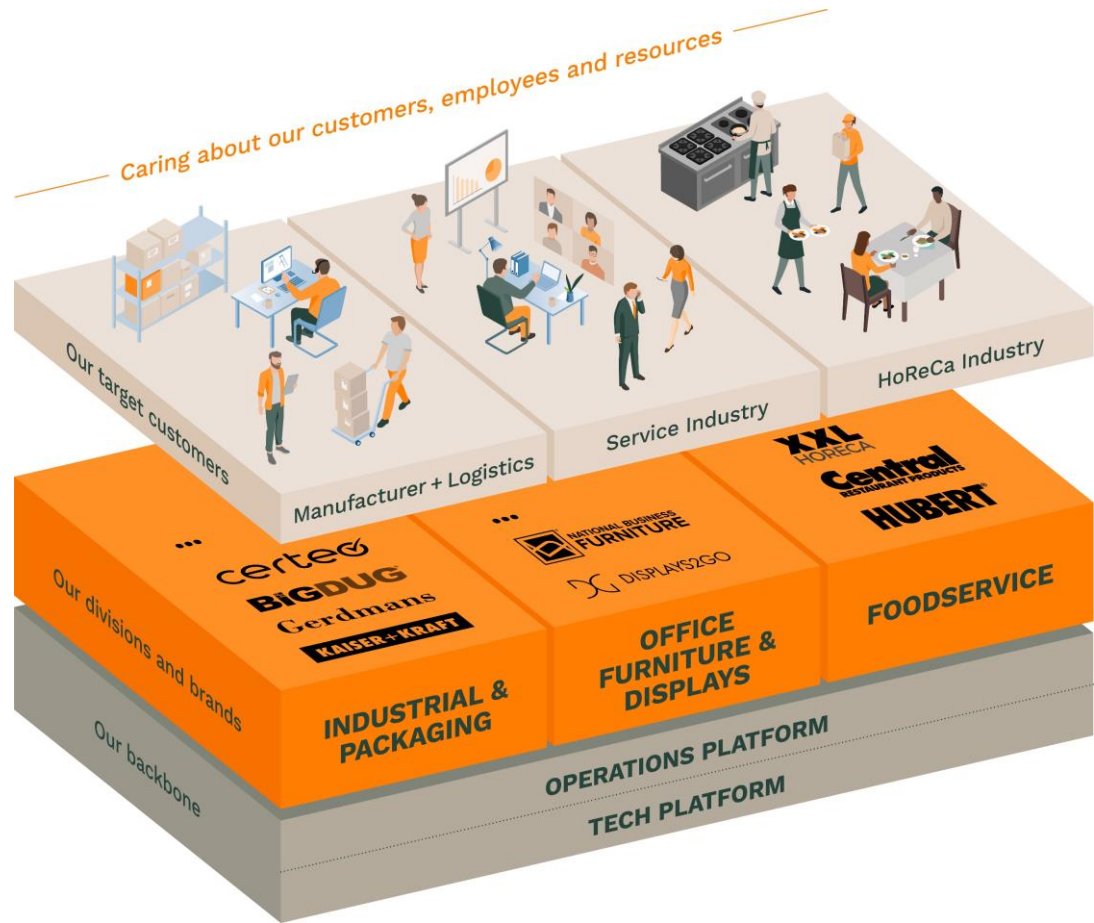 Caring about our customers, employees and resources
Our target customers
Manufacturer + Logistics
Service Industry
HoReCa Industry
Our divisions and brands
...
certeo
BiGDUG
Gerdmans
KAISER+KRAFT
INDUSTRIAL &
PACKAGING
...
NATIONAL BUSINESS
FURNITURE
DISPLAYS2GO
OFFICE
FURNITURE &
DISPLAYS
XXL
HORECA
Central
RESTAURANT PRODUCTS
HUBERT®
FOODSERVICE
Our backbone
OPERATIONS PLATFORM
TECH PLATFORM